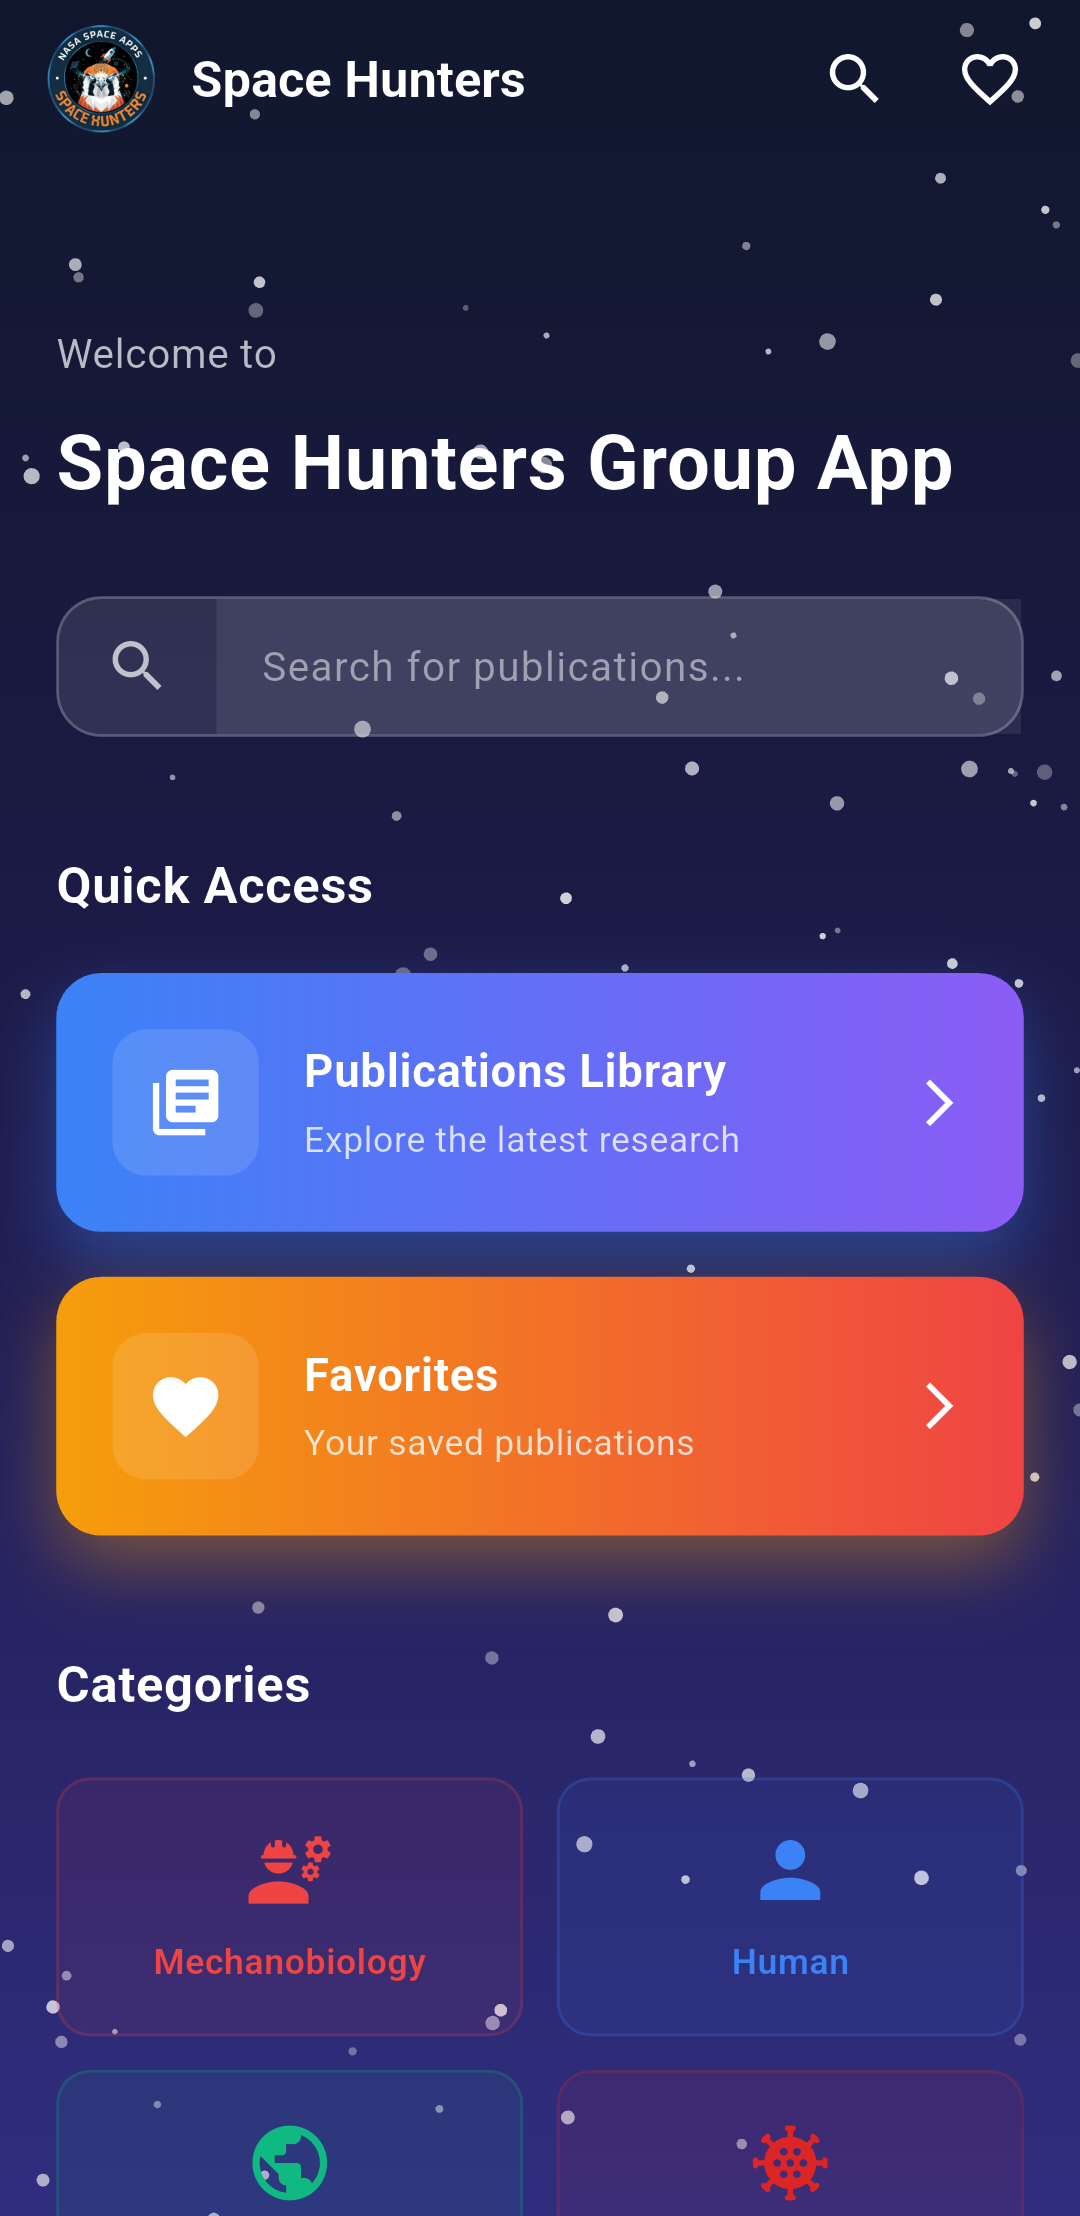 NASA SPACE APPS
SPACE HUNTERS
Space Hunters
Welcome to
Space Hunters Group App
Search for publications...
Quick Access
Publications Library
Explore the latest research
Favorites
Your saved publications
Categories
Mechanobiology
Human